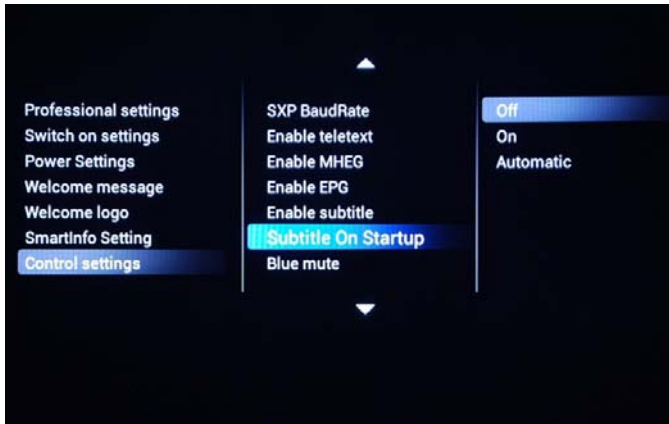 Professional settings
Switch on settings
Power Settings
Welcome message
Welcome logo
SmartInfo Setting
Control settings
SXP BaudRate
Enable teletext
Enable MHEG
Enable EPG
Enable subtitle
Subtitle On Startup
Blue mute
Off
On
Automatic